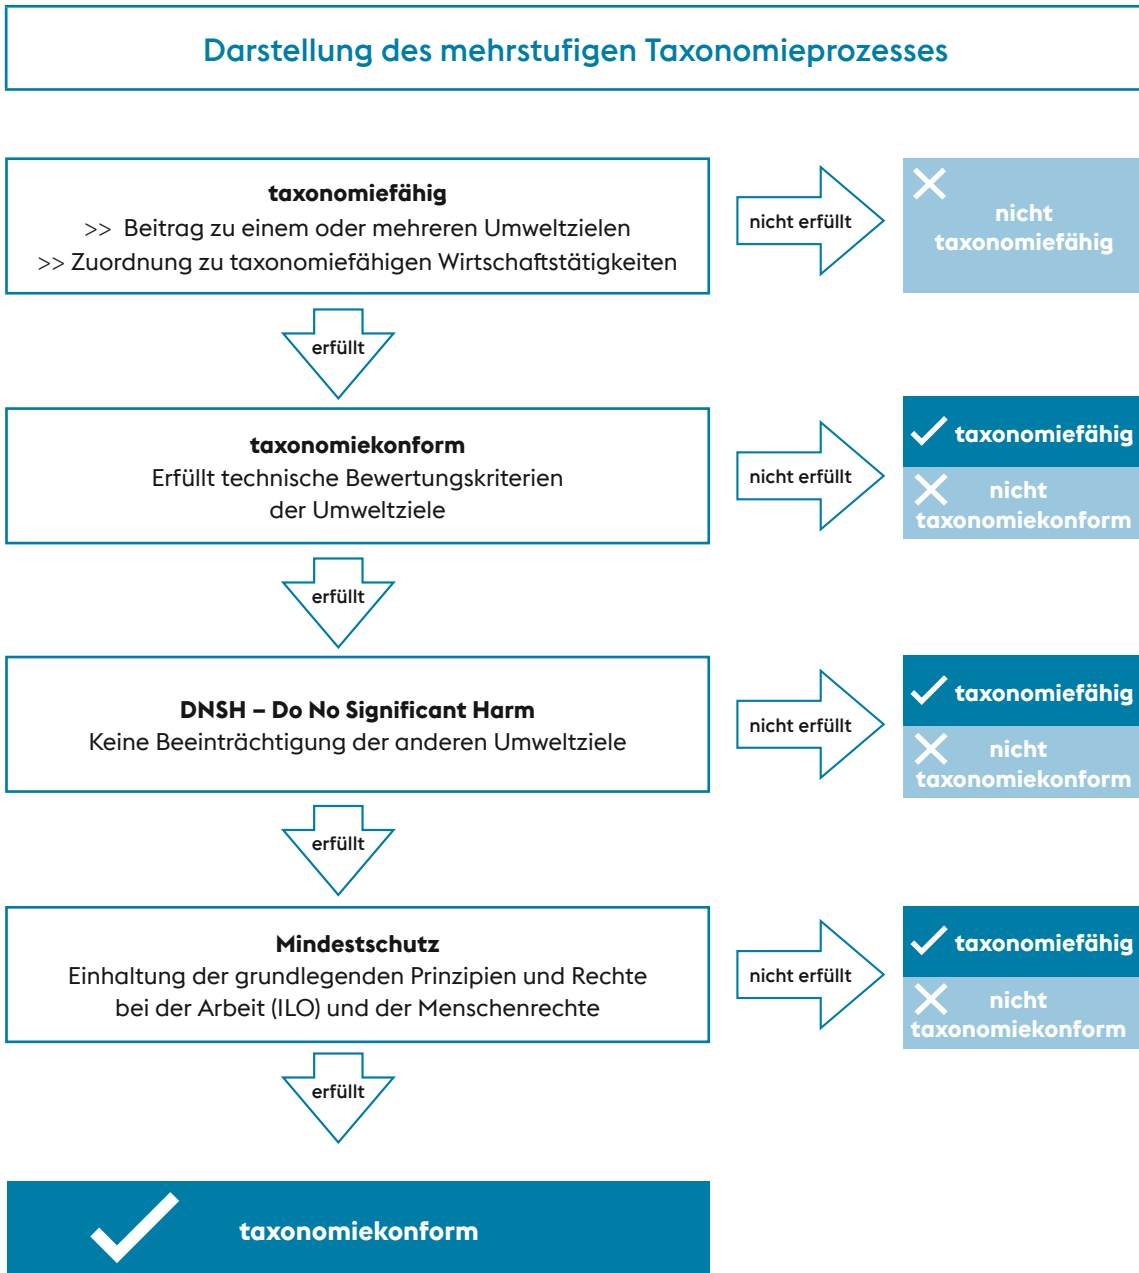 Darstellung des mehrstufigen Taxonomieprozesses
taxonomiefähig
>> Beitrag zu einem oder mehreren Umweltzielen
>> Zuordnung zu taxonomiefähigen Wirtschaftstätigkeiten
nicht erfüllt
nicht
taxonomiefähig
erfüllt
taxonomiekonform
Erfüllt technische Bewertungskriterien
der Umweltziele
nicht erfüllt
taxonomiefähig
nicht
taxonomiekonform
erfüllt
DNSH – Do No Significant Harm
Keine Beeinträchtigung der anderen Umweltziele
nicht erfüllt
taxonomiefähig
nicht
taxonomiekonform
erfüllt
Mindestschutz
Einhaltung der grundlegenden Prinzipien und Rechte
bei der Arbeit (ILO) und der Menschenrechte
nicht erfüllt
taxonomiefähig
nicht
taxonomiekonform
erfüllt
taxonomiekonform